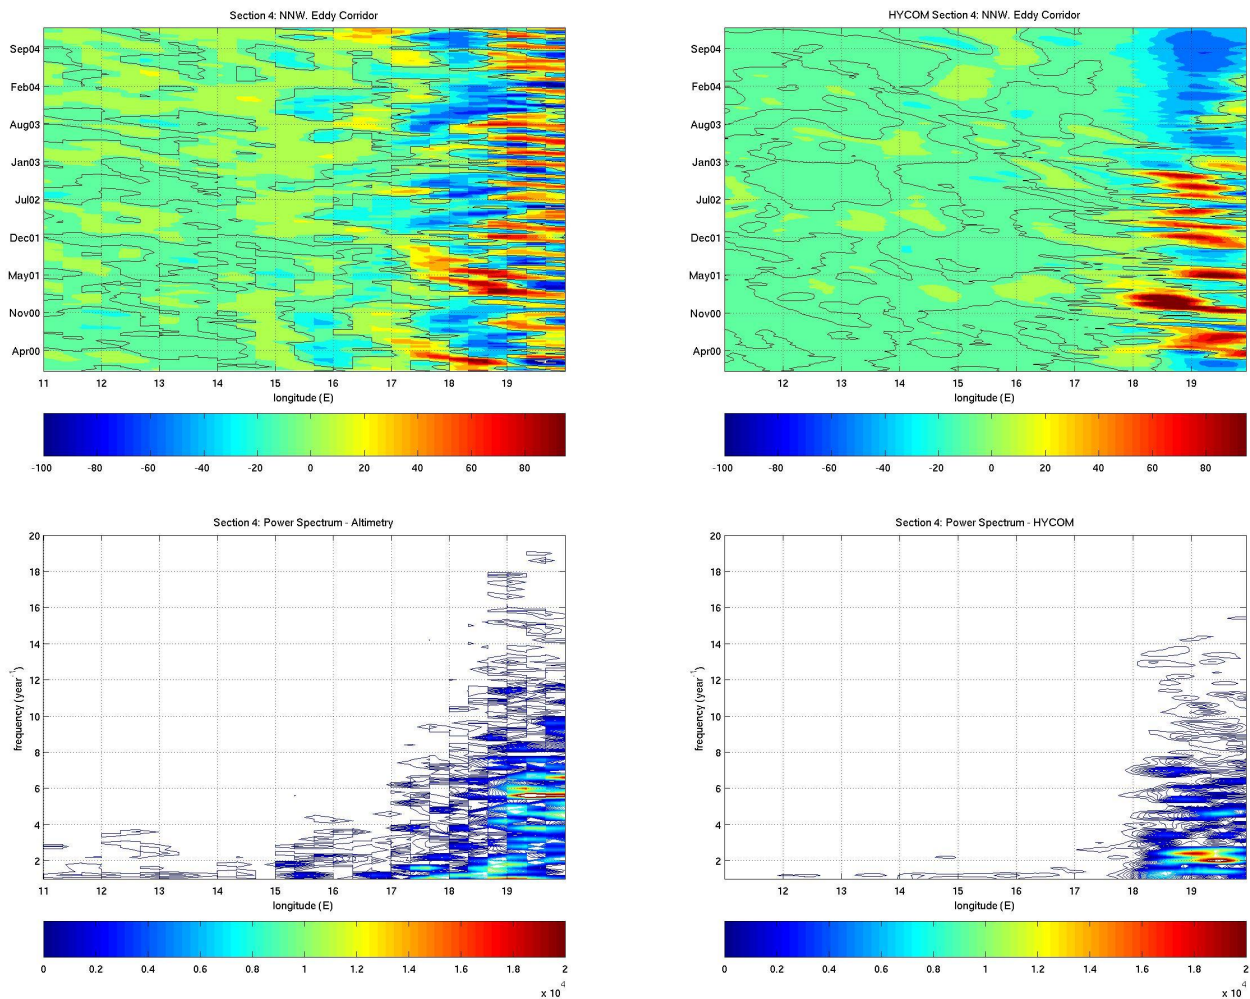 Section 4: NNW. Eddy Corridor
Sep04
Feb04
Aug03
Jan03
Jul02
Dec01
May01
Nov00
Apr00
11 12 13 14 15 16 17 18 19
longitude (E)
-100 -80 -60 -40 -20 0 20 40 60 80
HYCOM Section 4: NNW. Eddy Corridor
Sep04
Feb04
Aug03
Jan03
Jul02
Dec01
May01
Nov00
Apr00
12 13 14 15 16 17 18 19
longitude (E)
-100 -80 -60 -40 -20 0 20 40 60 80
Section 4: Power Spectrum - Altimetry
20
18
16
14
12
10
8
6
4
2
frequency (year⁻¹)
11 12 13 14 15 16 17 18 19
longitude (E)
0 0.2 0.4 0.6 0.8 1 1.2 1.4 1.6 1.8 2
x 10⁴
Section 4: Power Spectrum - HYCOM
20
18
16
14
12
10
8
6
4
2
frequency (year⁻¹)
12 13 14 15 16 17 18 19
longitude (E)
0 0.2 0.4 0.6 0.8 1 1.2 1.4 1.6 1.8 2
x 10⁴